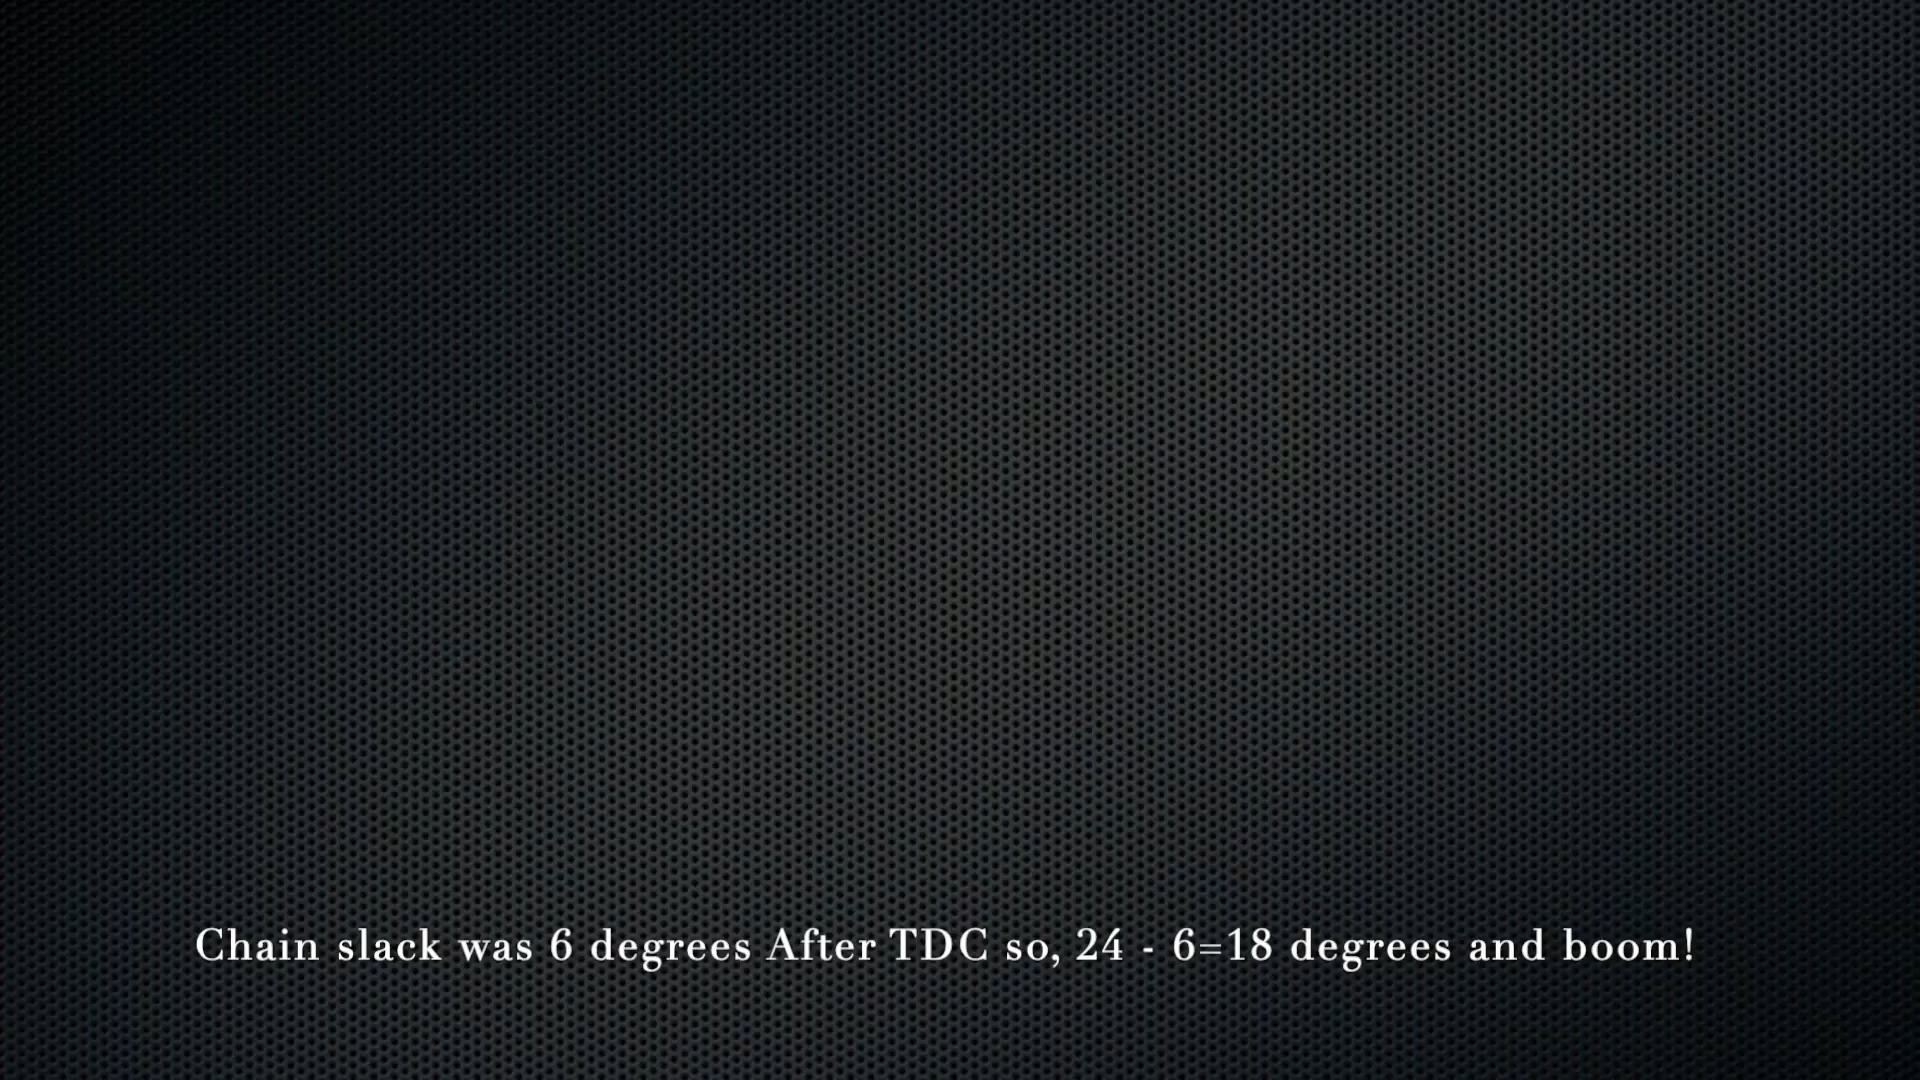 Chain slack was 6 degrees After TDC so, 24 - 6=18 degrees and boom!